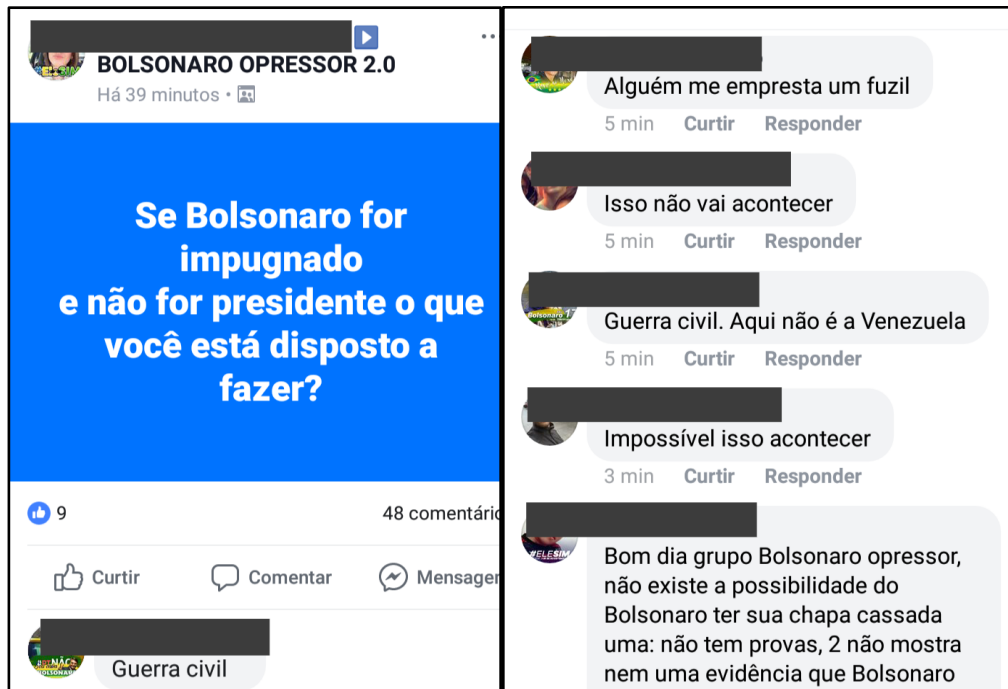 BOLSONARO OPRESSOR 2.0
Há 39 minutos
Se Bolsonaro for
impugnado
e não for presidente o que
você está disposto a
fazer?
9
48 comentário
Curtir
Comentar
Mensagen
Guerra civil
Alguém me empresta um fuzil
5 min Curtir Responder
Isso não vai acontecer
5 min Curtir Responder
Bolsonaro 17
Guerra civil. Aqui não é a Venezuela
5 min Curtir Responder
Impossível isso acontecer
3 min Curtir Responder
#ELESIM
Bom dia grupo Bolsonaro opressor,
não existe a possibilidade do
Bolsonaro ter sua chapa cassada
uma: não tem provas, 2 não mostra
nem uma evidência que Bolsonaro